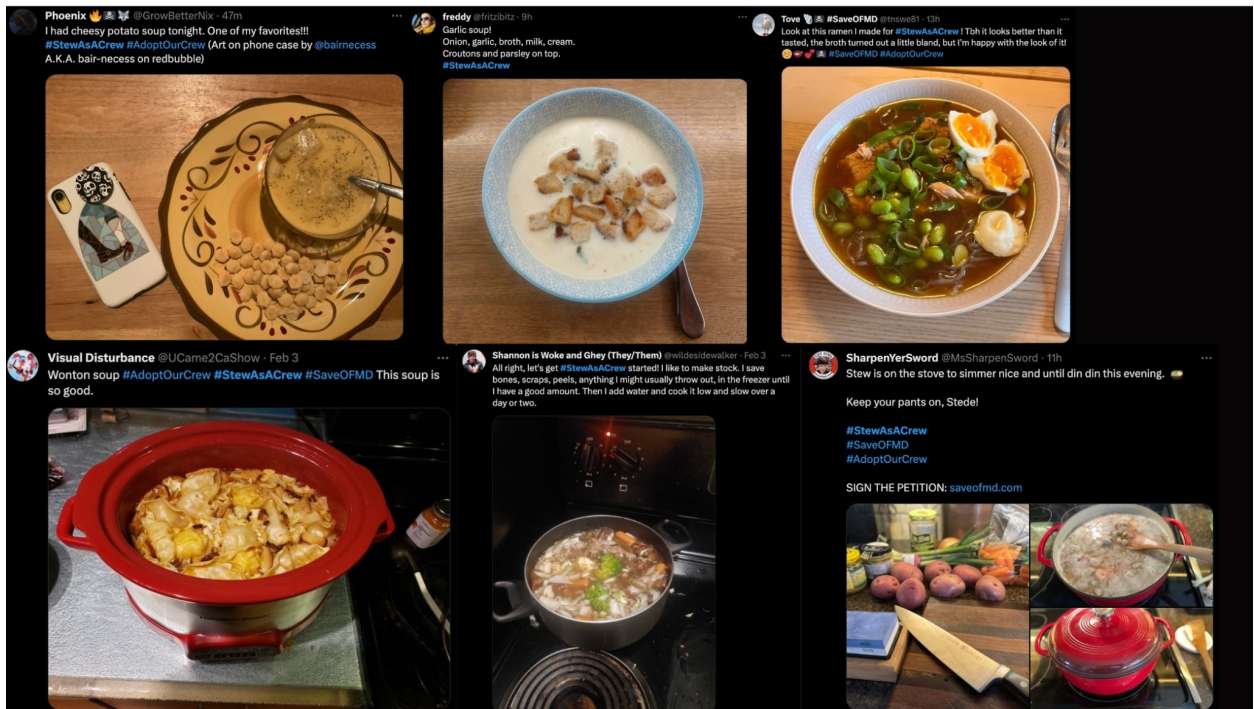 Phoenix 🔥🏴‍☠️ @GrowBetterNix · 47m
I had cheesy potato soup tonight. One of my favorites!!!
#StewAsACrew #AdoptOurCrew (Art on phone case by @bairnecess
A.K.A. bair-necess on redbubble)
freddy @fritzibitz · 9h
Garlic soup!
Onion, garlic, broth, milk, cream.
Croutons and parsley on top.
#StewAsACrew
Tove #SaveOFMD @tnswe81 · 13h
Look at this ramen I made for #StewAsACrew ! Tbh it looks better than it
tasted, the broth turned out a little bland, but I'm happy with the look of it!
#SaveOFMD #AdoptOurCrew
Visual Disturbance @UCame2CaShow · Feb 3
Wonton soup #AdoptOurCrew #StewAsACrew #SaveOFMD This soup is
so good.
Shannon is Woke and Ghey (They/Them) @wildesidewalker · Feb 3
All right, let's get #StewAsACrew started! I like to make stock. I save
bones, scraps, peels, anything I might usually throw out, in the freezer until
I have a good amount. Then I add water and cook it low and slow over a
day or two.
SharpenYerSword @MsSharpenSword · 11h
Stew is on the stove to simmer nice and until din din this evening.
Keep your pants on, Stede!
#StewAsACrew
#SaveOFMD
#AdoptOurCrew
SIGN THE PETITION: saveofmd.com